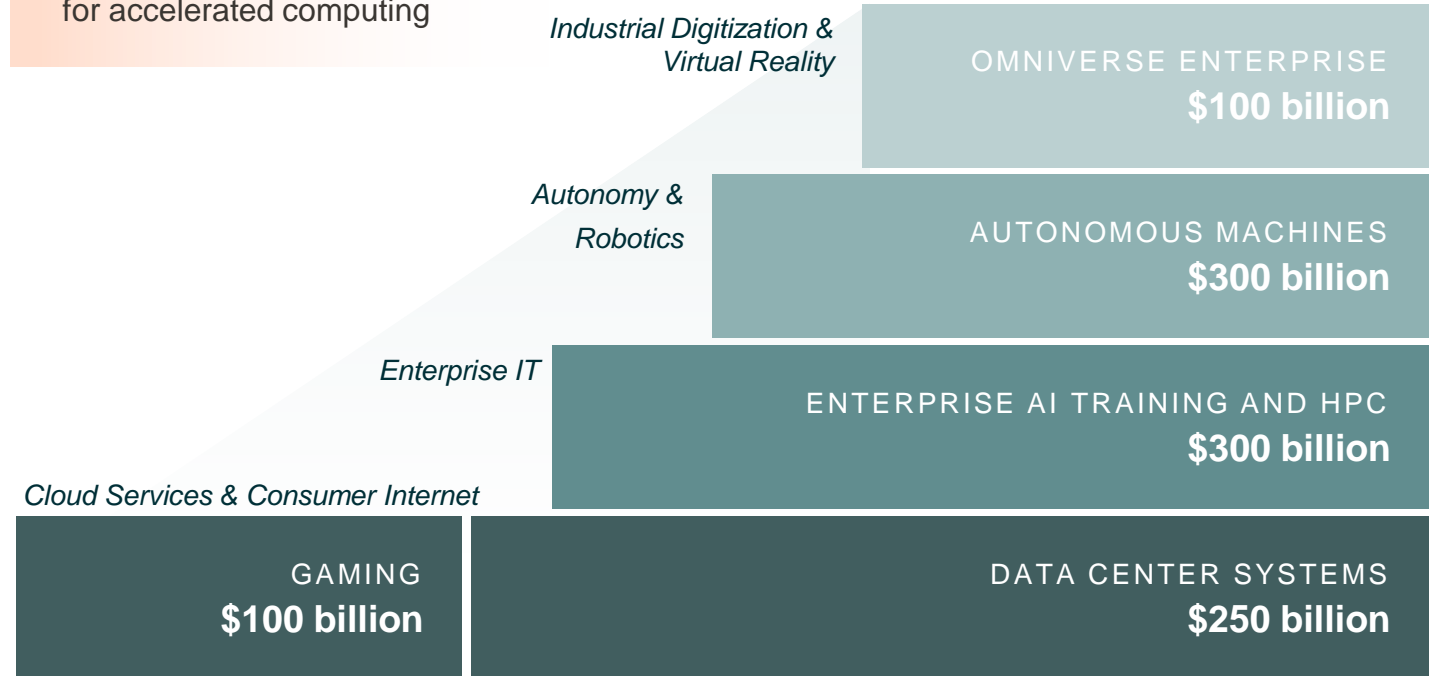 for accelerated computing
Industrial Digitization &
Virtual Reality
OMNIVERSE ENTERPRISE
$100 billion
Autonomy &
Robotics
AUTONOMOUS MACHINES
$300 billion
Enterprise IT
ENTERPRISE AI TRAINING AND HPC
$300 billion
Cloud Services & Consumer Internet
GAMING
$100 billion
DATA CENTER SYSTEMS
$250 billion